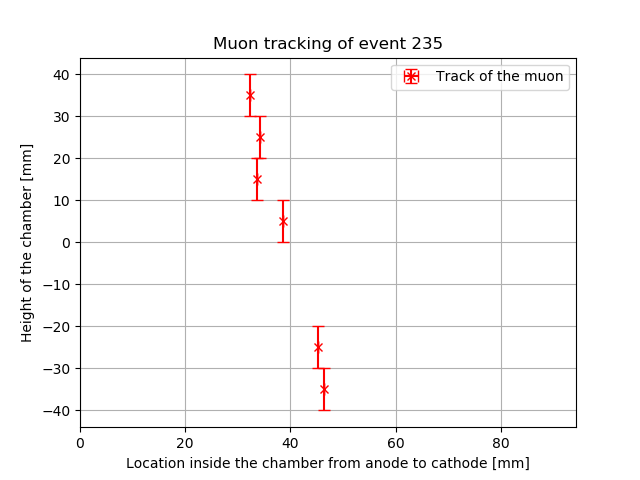 Muon tracking of event 235
Track of the muon
Height of the chamber [mm]
40
30
20
10
0
−10
−20
−30
−40
0 20 40 60 80
Location inside the chamber from anode to cathode [mm]